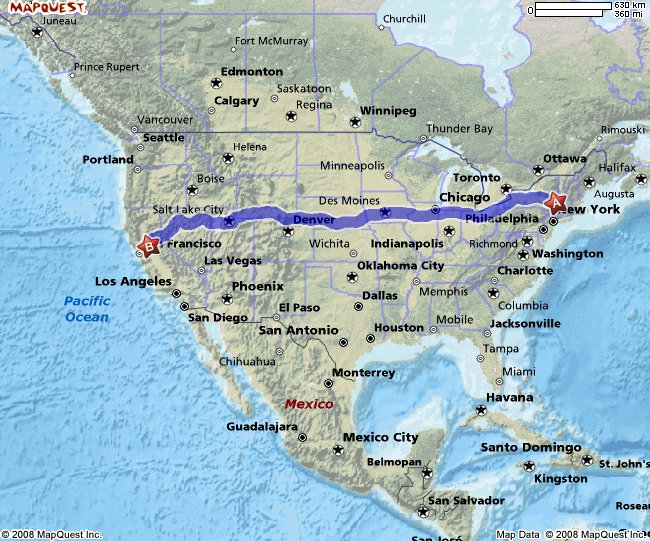 MAPQUEST
0 630 km
360 mi
Juneau
Churchill
Fort McMurray
Prince Rupert
Edmonton
Saskatoon
Calgary
Regina
Winnipeg
Vancouver
Thunder Bay
Rimouski
Seattle
Helena
Ottawa
Portland
Minneapolis
Toronto
Halifax
Boise
Augusta
Des Moines
Chicago
A
Salt Lake City
New York
Denver
Philadelphia
B
Francisco
Indianapolis
Richmond
Wichita
Washington
Las Vegas
Oklahoma City
Charlotte
Los Angeles
Phoenix
Memphis
Pacific
Ocean
Dallas
Columbia
San Diego
El Paso
San Antonio
Houston
Mobile
Jacksonville
Chihuahua
Tampa
Monterrey
Miami
Mexico
Havana
Guadalajara
Mexico City
Santo Domingo
Belmopan
St. John's
Kingston
San Salvador
Roseau
© 2008 MapQuest Inc.
San José
Map Data © 2008 MapQuest Inc.